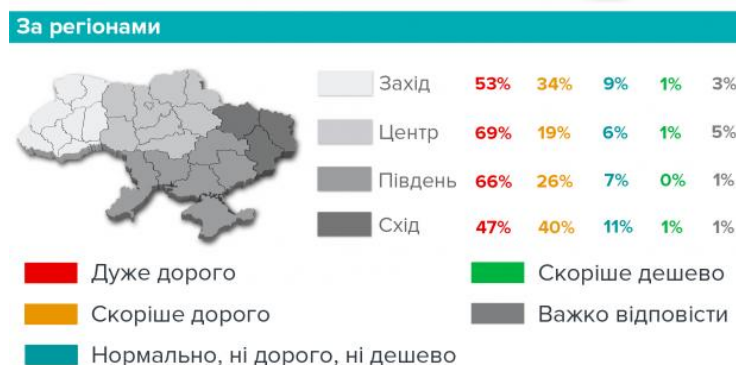 За регіонами
Захід 53% 34% 9% 1% 3%
Центр 69% 19% 6% 1% 5%
Південь 66% 26% 7% 0% 1%
Схід 47% 40% 11% 1% 1%
Дуже дорого
Скоріше дешево
Скоріше дорого
Важко відповісти
Нормально, ні дорого, ні дешево